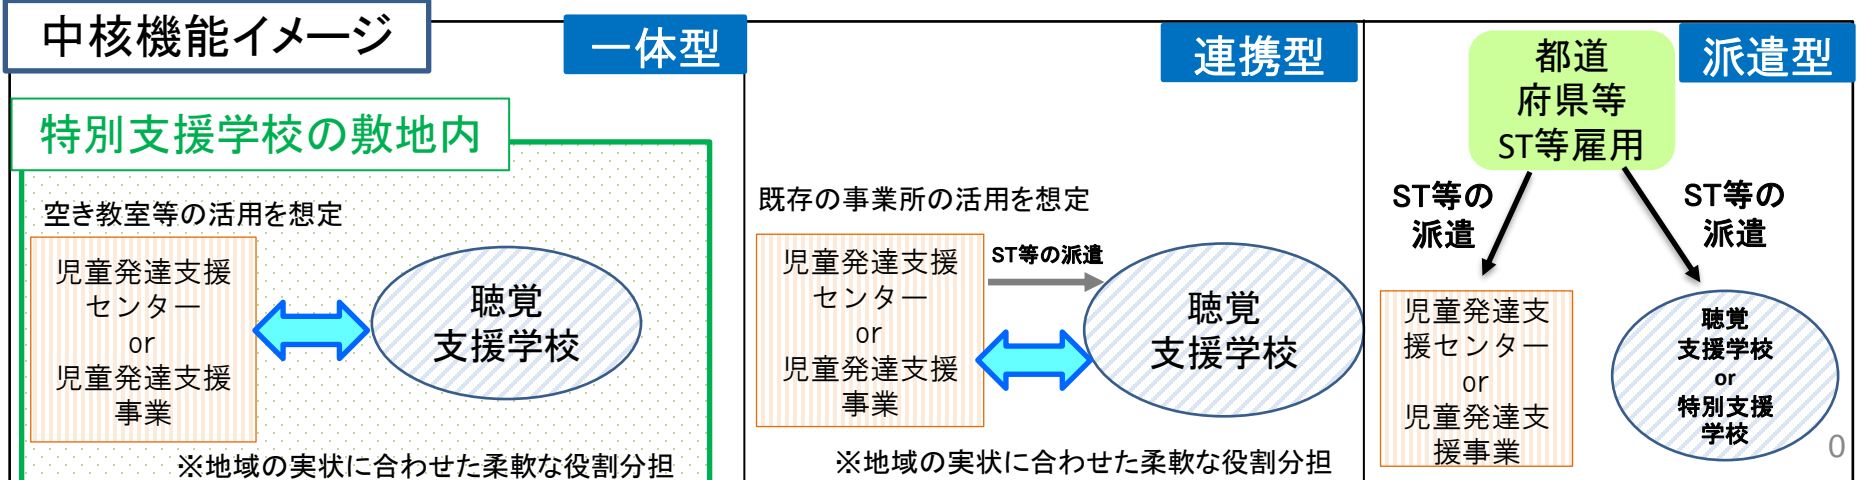 中核機能イメージ
一体型
特別支援学校の敷地内
空き教室等の活用を想定
児童発達支援
センター
or
児童発達支援
事業
聴覚
支援学校
※地域の実状に合わせた柔軟な役割分担
連携型
既存の事業所の活用を想定
児童発達支援
センター
or
児童発達支援
事業
ST等の派遣
聴覚
支援学校
※地域の実状に合わせた柔軟な役割分担
派遣型
都道
府県等
ST等雇用
ST等の
派遣
ST等の
派遣
児童発達支
援センター
or
児童発達支
援事業
聴覚
支援学校
or
特別支援
学校
0